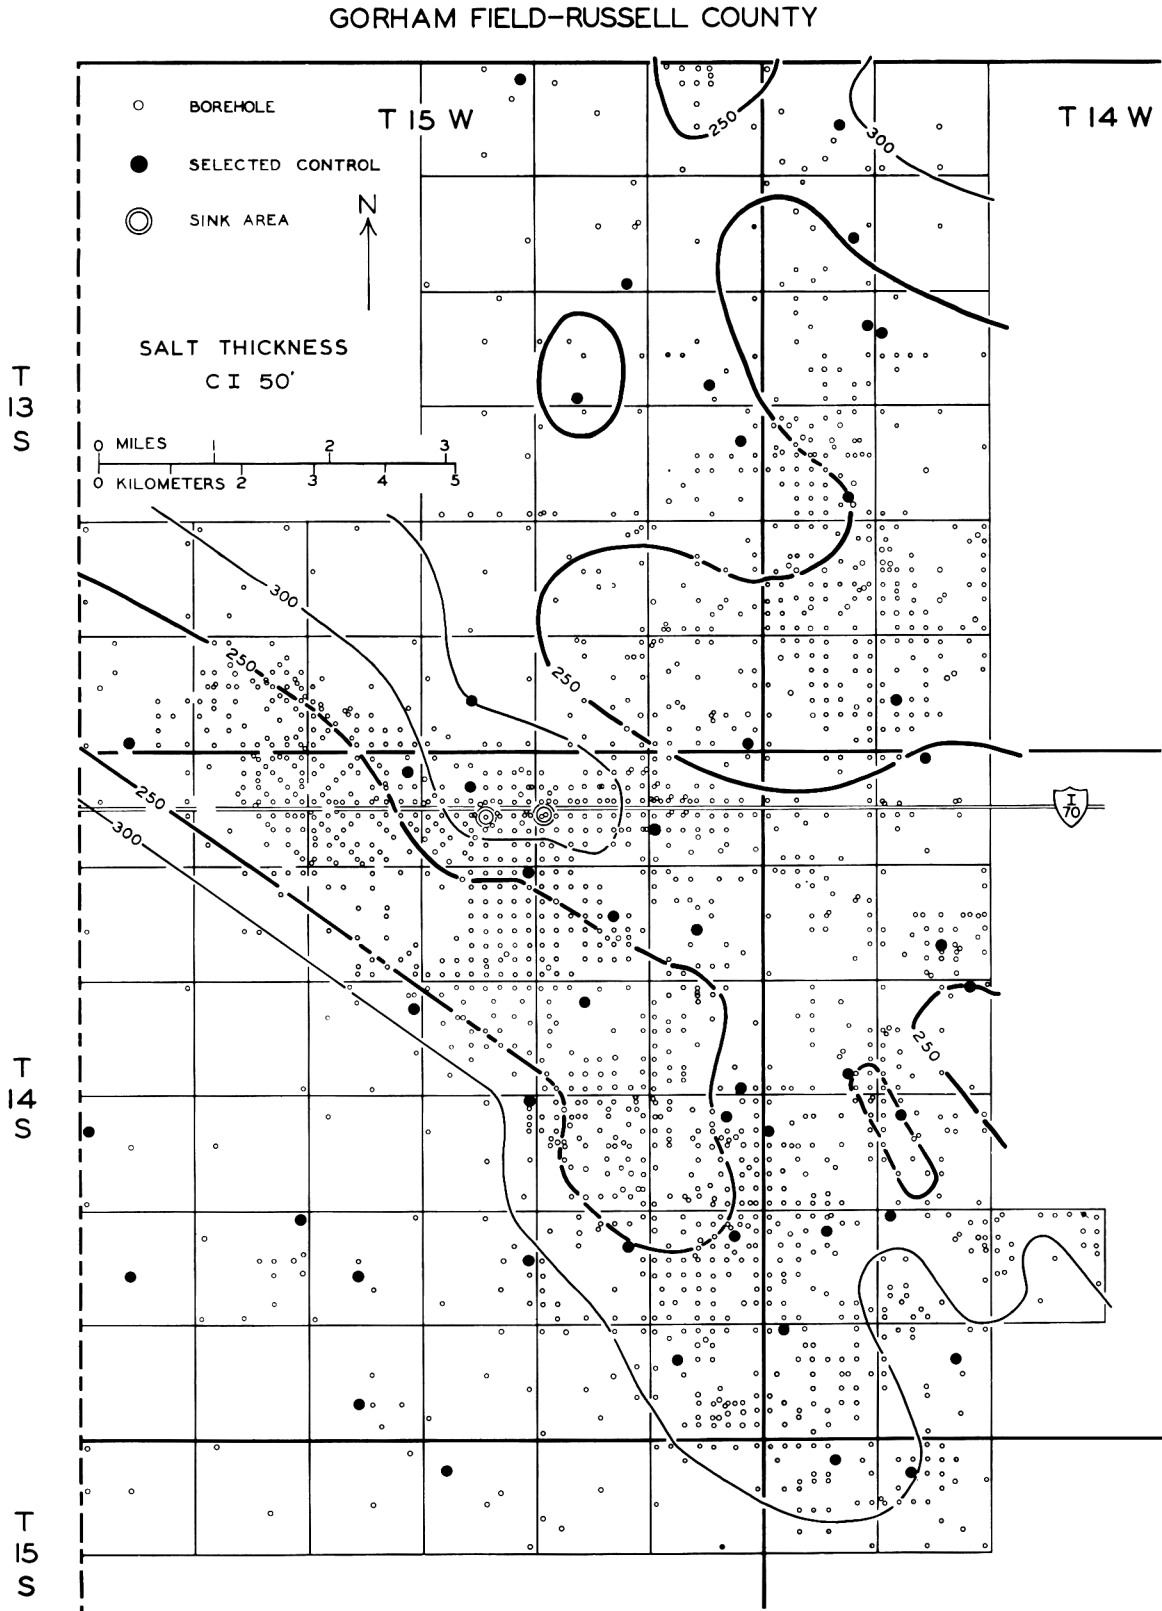 GORHAM FIELD-RUSSELL COUNTY
BOREHOLE
T 15 W
T 14 W
SELECTED CONTROL
SINK AREA
N
250
300
SALT THICKNESS
C I 50'
T
13
S
0 MILES 1 2 3
0 KILOMETERS 2 3 4 5
300
250
250
250
300
I
70
250
T
14
S
T
15
S